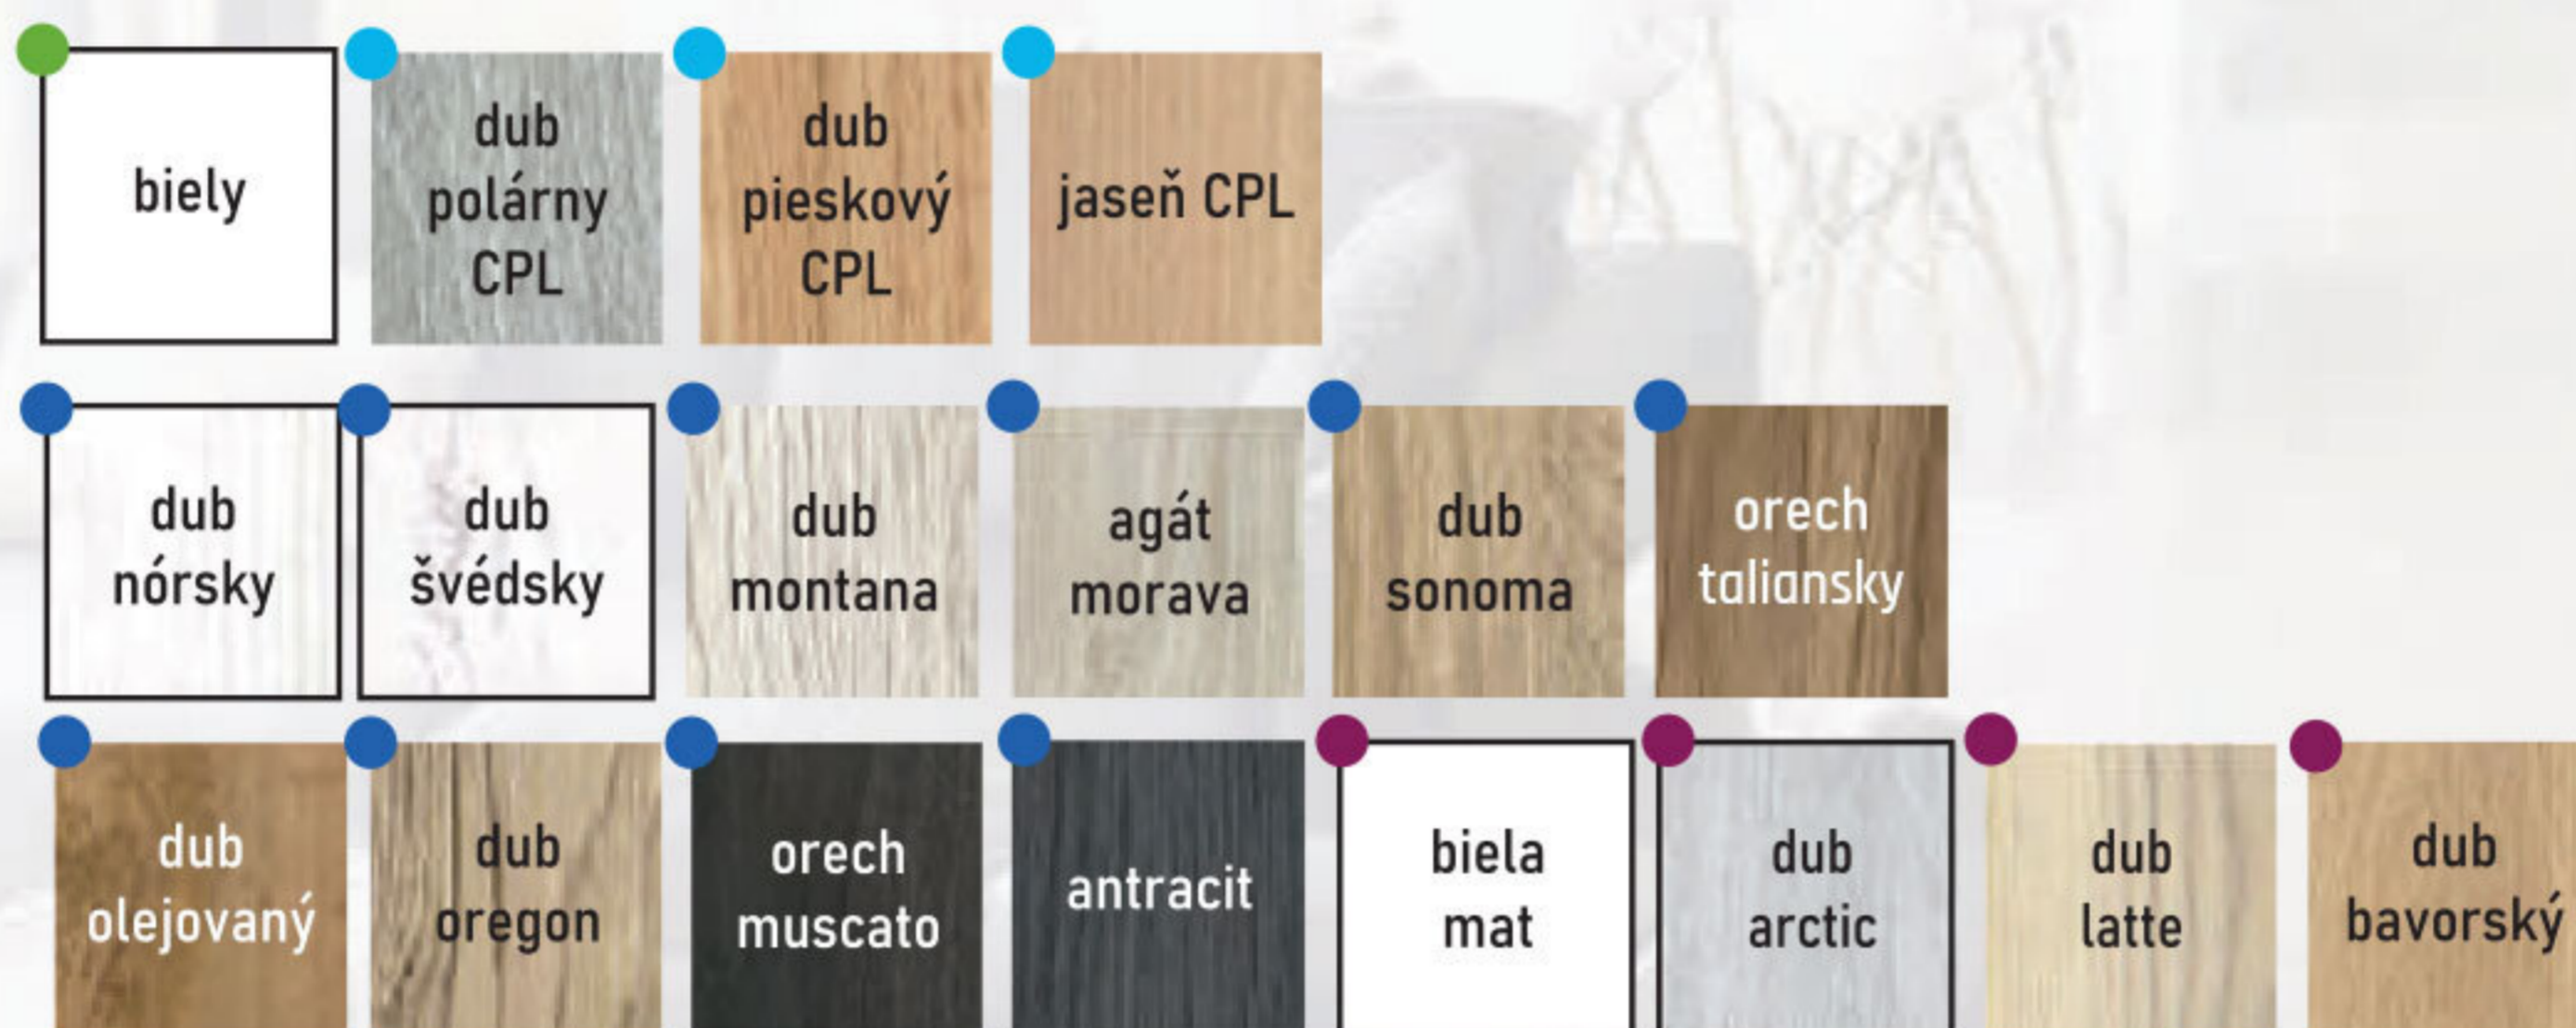 biely
dub
polárny
CPL
dub
pieskový
CPL
jaseň CPL
dub
nórsky
dub
švédsky
dub
montana
agát
morava
dub
sonoma
orech
taliansky
dub
olejovaný
dub
oregon
orech
muscato
antracit
biela
mat
dub
arctic
dub
latte
dub
bavorský